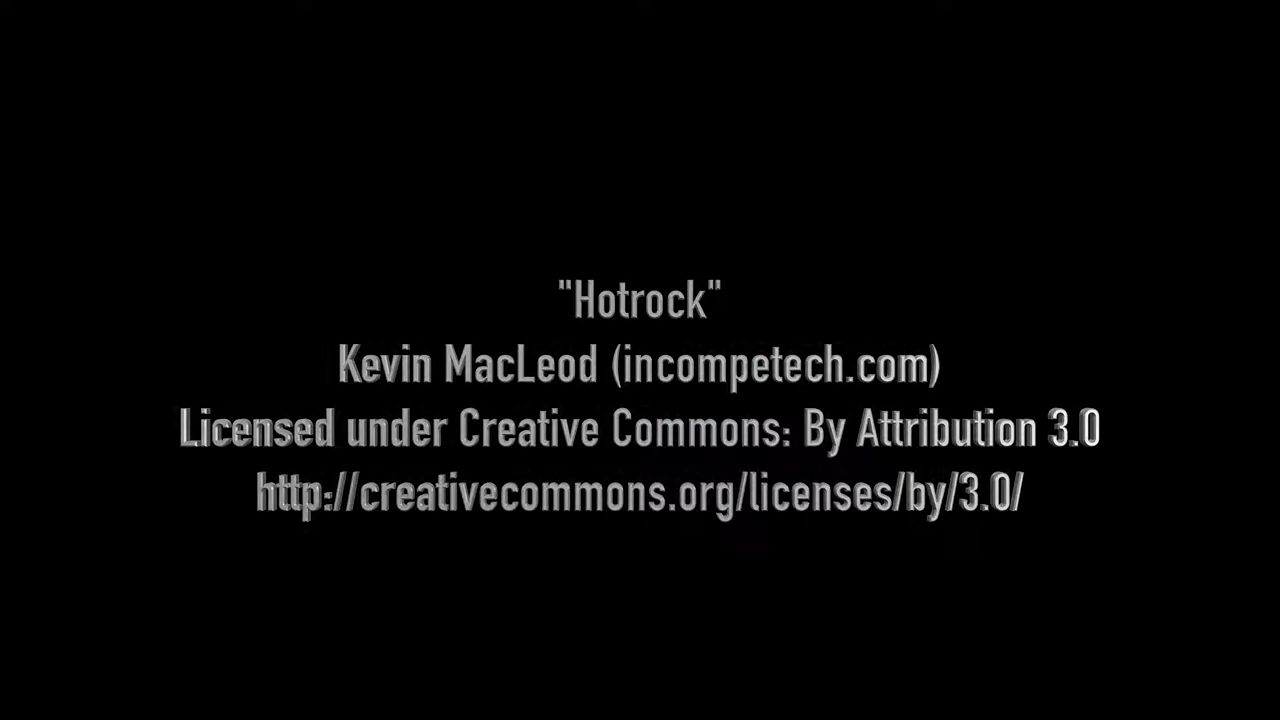 "Hotrock"
Kevin MacLeod (incompetech.com)
Licensed under Creative Commons: By Attribution 3.0
http://creativecommons.org/licenses/by/3.0/